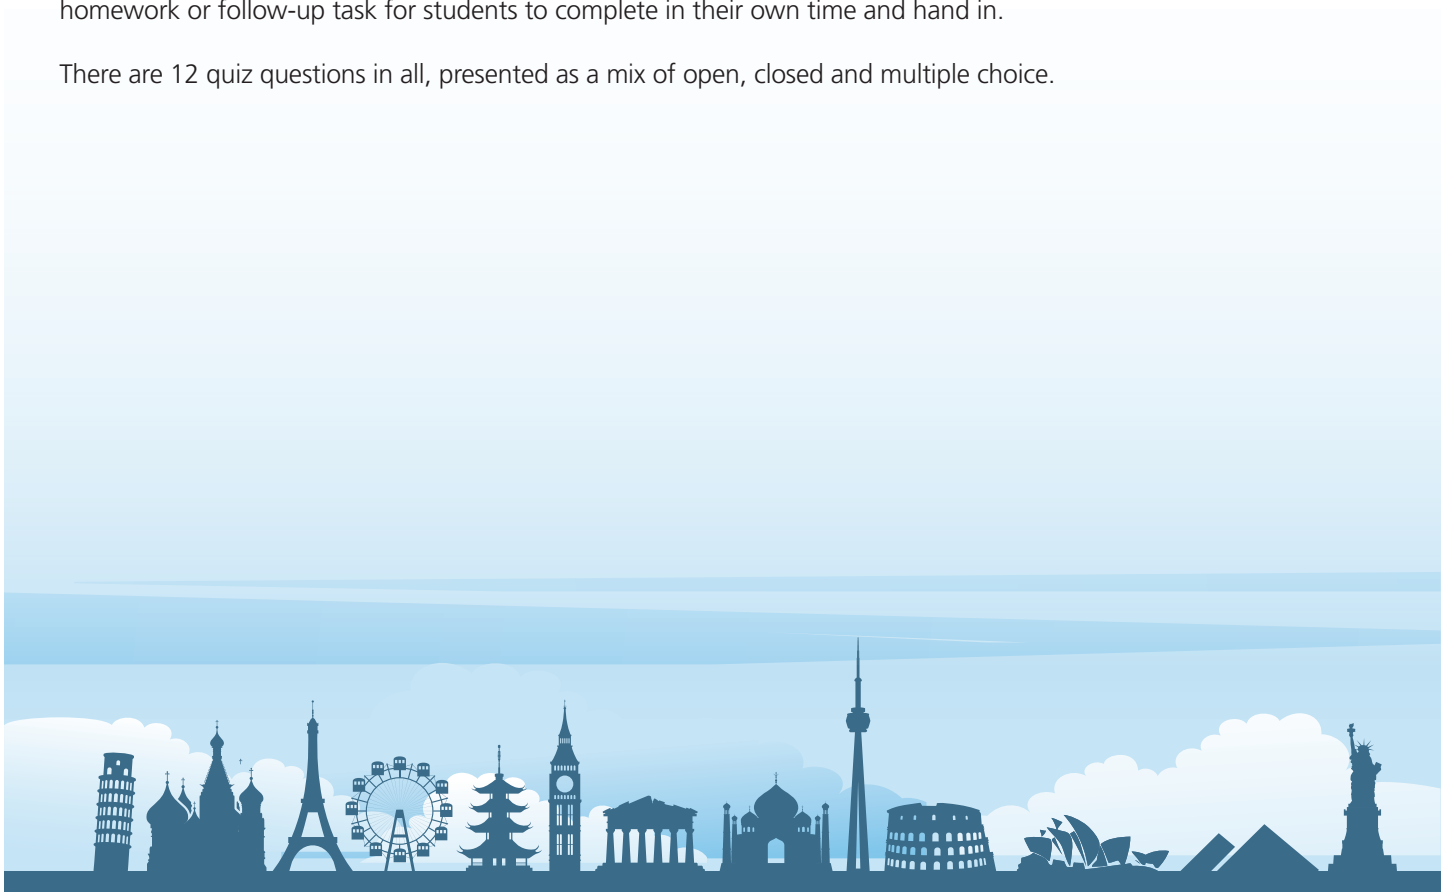 homework or follow-up task for students to complete in their own time and hand in.
There are 12 quiz questions in all, presented as a mix of open, closed and multiple choice.